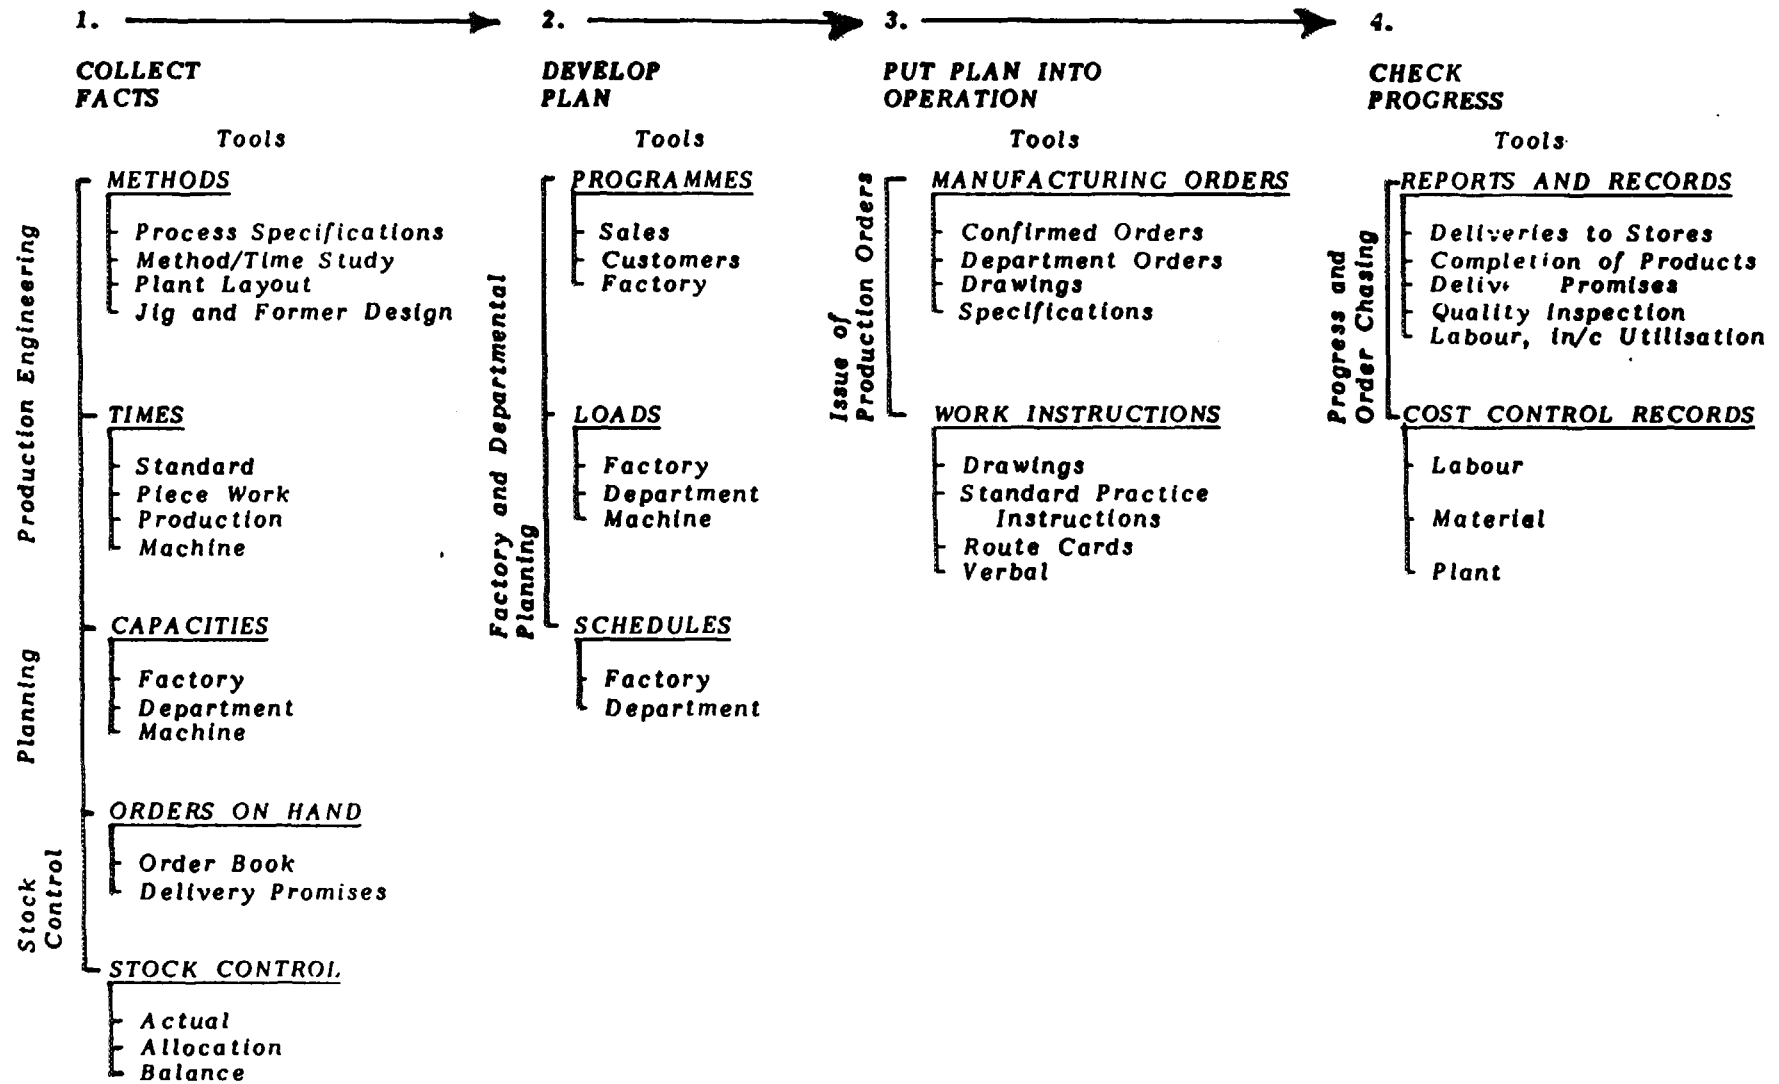 1.
COLLECT
FACTS
Tools
Production Engineering
Planning
Stock
Control
METHODS
Process Specifications
Method/Time Study
Plant Layout
Jig and Former Design
TIMES
Standard
Piece Work
Production
Machine
CAPACITIES
Factory
Department
Machine
ORDERS ON HAND
Order Book
Delivery Promises
STOCK CONTROL
Actual
Allocation
Balance
2.
DEVELOP
PLAN
Tools
Factory and Departmental
Planning
PROGRAMMES
Sales
Customers
Factory
LOADS
Factory
Department
Machine
SCHEDULES
Factory
Department
3.
PUT PLAN INTO
OPERATION
Tools
Issue of
Production Orders
MANUFACTURING ORDERS
Confirmed Orders
Department Orders
Drawings
Specifications
WORK INSTRUCTIONS
Drawings
Standard Practice
Instructions
Route Cards
Verbal
4.
CHECK
PROGRESS
Tools
Progress and
Order Chasing
REPORTS AND RECORDS
Deliveries to Stores
Completion of Products
Promises
Quality Inspection
Labour, in/c Utilisation
COST CONTROL RECORDS
Labour
Material
Plant